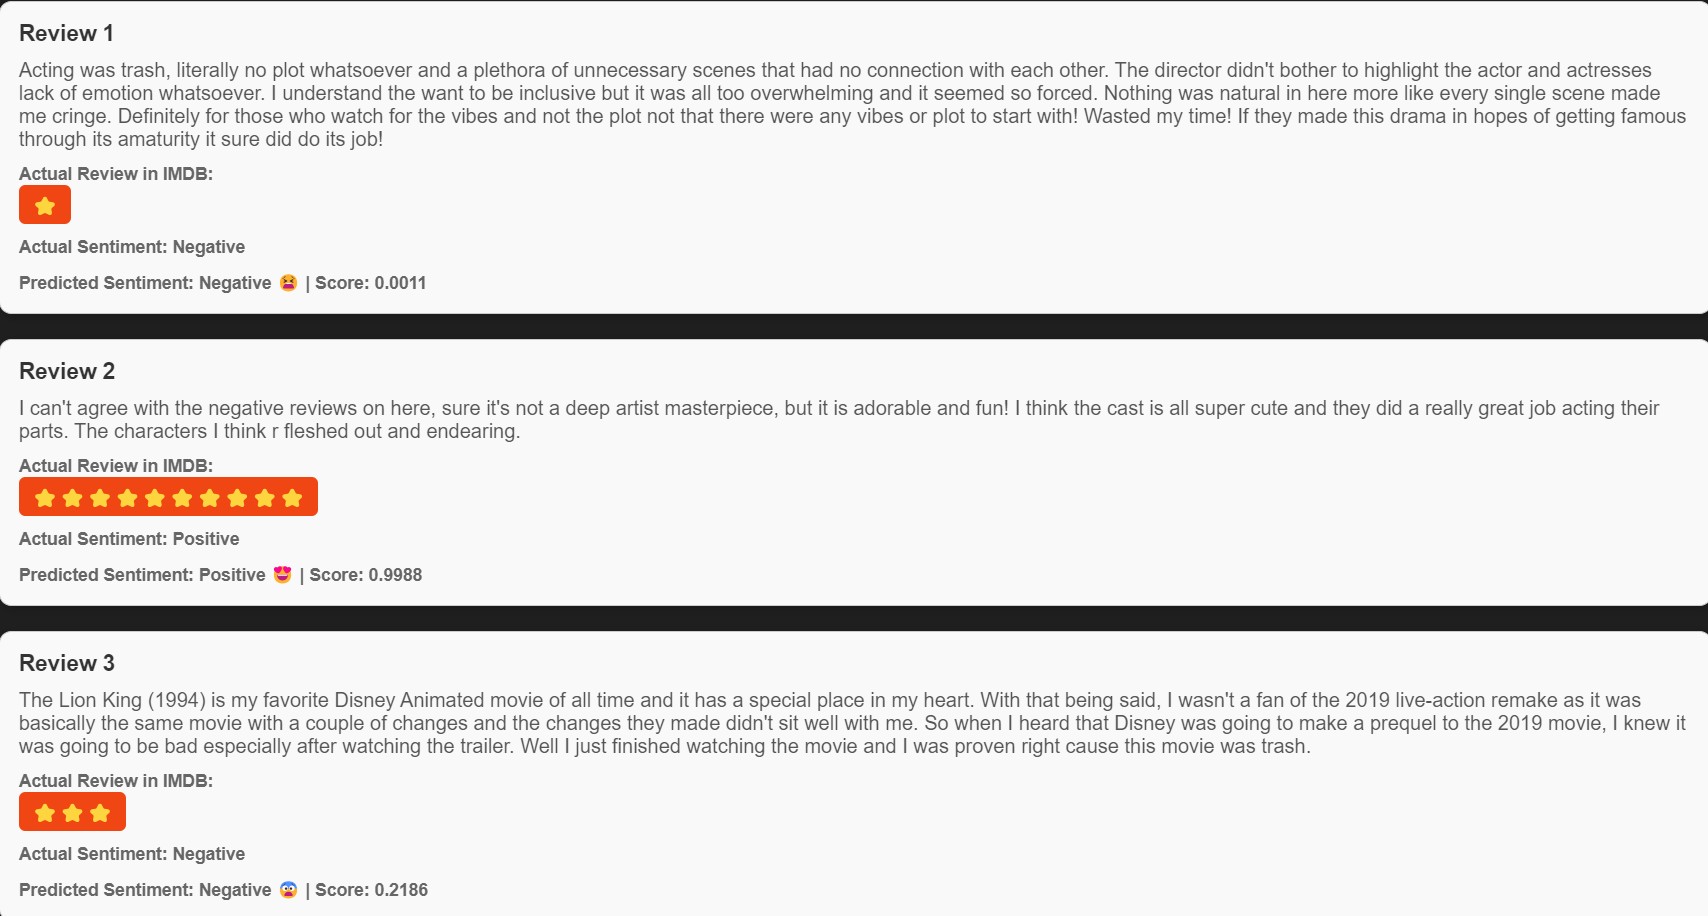 Review 1
Acting was trash, literally no plot whatsoever and a plethora of unnecessary scenes that had no connection with each other. The director didn't bother to highlight the actor and actresses
lack of emotion whatsoever. I understand the want to be inclusive but it was all too overwhelming and it seemed so forced. Nothing was natural in here more like every single scene made
me cringe. Definitely for those who watch for the vibes and not the plot not that there were any vibes or plot to start with! Wasted my time! If they made this drama in hopes of getting famous
through its amaturity it sure did do its job!
Actual Review in IMDB:
Actual Sentiment: Negative
Predicted Sentiment: Negative 😫 | Score: 0.0011
Review 2
I can't agree with the negative reviews on here, sure it's not a deep artist masterpiece, but it is adorable and fun! I think the cast is all super cute and they did a really great job acting their
parts. The characters I think r fleshed out and endearing.
Actual Review in IMDB:
Actual Sentiment: Positive
Predicted Sentiment: Positive 😍 | Score: 0.9988
Review 3
The Lion King (1994) is my favorite Disney Animated movie of all time and it has a special place in my heart. With that being said, I wasn't a fan of the 2019 live-action remake as it was
basically the same movie with a couple of changes and the changes they made didn't sit well with me. So when I heard that Disney was going to make a prequel to the 2019 movie, I knew it
was going to be bad especially after watching the trailer. Well I just finished watching the movie and I was proven right cause this movie was trash.
Actual Review in IMDB:
Actual Sentiment: Negative
Predicted Sentiment: Negative 😨 | Score: 0.2186